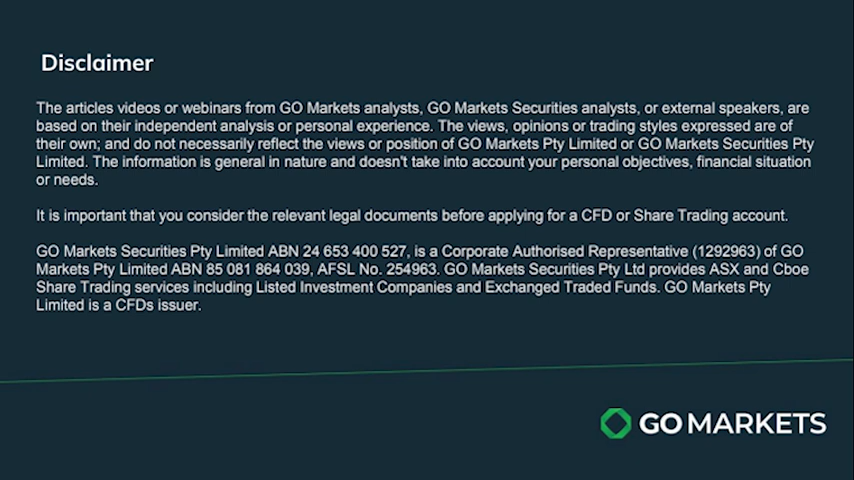 Disclaimer
The articles videos or webinars from GO Markets analysts, GO Markets Securities analysts, or external speakers, are
based on their independent analysis or personal experience. The views, opinions or trading styles expressed are of
their own; and do not necessarily reflect the views or position of GO Markets Pty Limited or GO Markets Securities Pty
Limited. The information is general in nature and doesn't take into account your personal objectives, financial situation
or needs.
It is important that you consider the relevant legal documents before applying for a CFD or Share Trading account.
GO Markets Securities Pty Limited ABN 24 653 400 527, is a Corporate Authorised Representative (1292963) of GO
Markets Pty Limited ABN 85 081 864 039, AFSL No. 254963. GO Markets Securities Pty Ltd provides ASX and Cboe
Share Trading services including Listed Investment Companies and Exchanged Traded Funds. GO Markets Pty
Limited is a CFDs issuer.
GO MARKETS